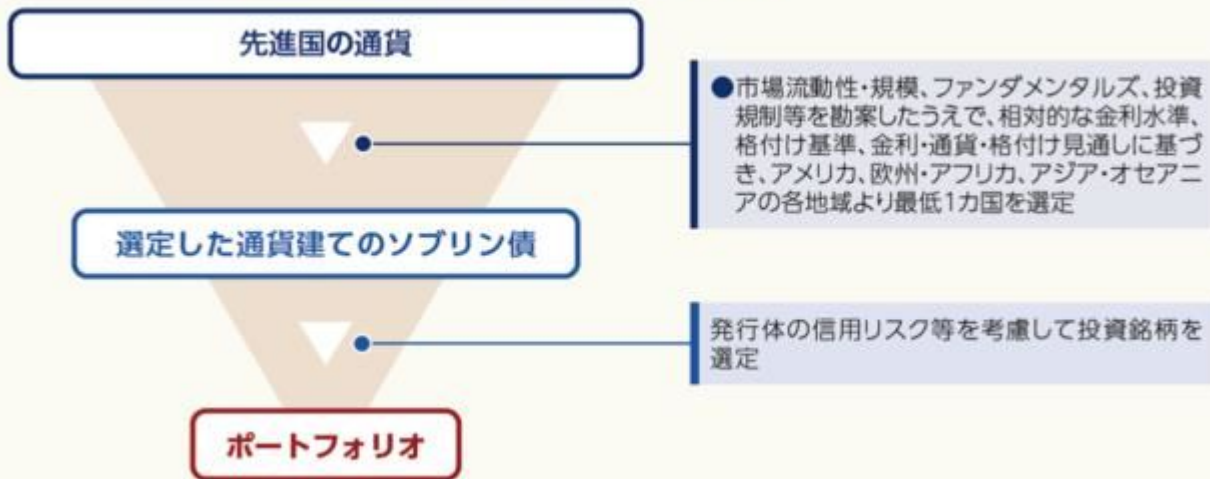 先進国の通貨
●市場流動性・規模、ファンダメンタルズ、投資
規制等を勘案したうえで、相対的な金利水準、
格付け基準、金利・通貨・格付け見通しに基づ
き、アメリカ、欧州・アフリカ、アジア・オセアニ
アの各地域より最低1カ国を選定
選定した通貨建てのソブリン債
発行体の信用リスク等を考慮して投資銘柄を
選定
ポートフォリオ